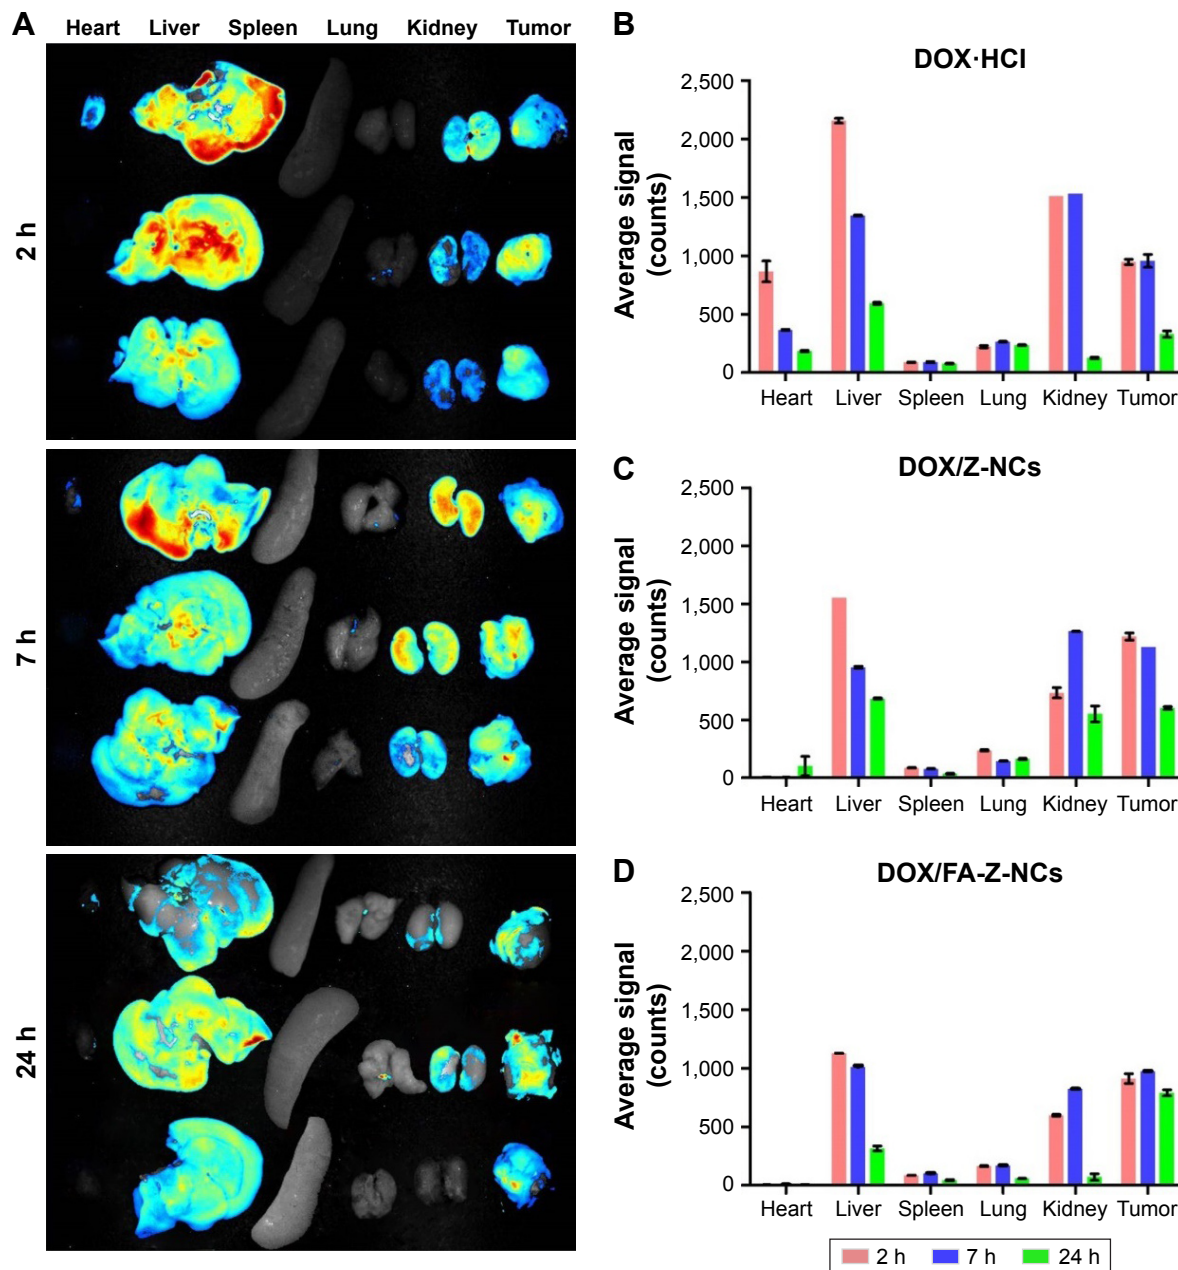 A
Heart Liver Spleen Lung Kidney Tumor
2 h
7 h
24 h
B
DOX·HCl
Average signal
(counts)
2,500
2,000
1,500
1,000
500
0
Heart Liver Spleen Lung Kidney Tumor
C
DOX/Z-NCs
Average signal
(counts)
2,500
2,000
1,500
1,000
500
0
Heart Liver Spleen Lung Kidney Tumor
D
DOX/FA-Z-NCs
Average signal
(counts)
2,500
2,000
1,500
1,000
500
0
Heart Liver Spleen Lung Kidney Tumor
2 h 7 h 24 h